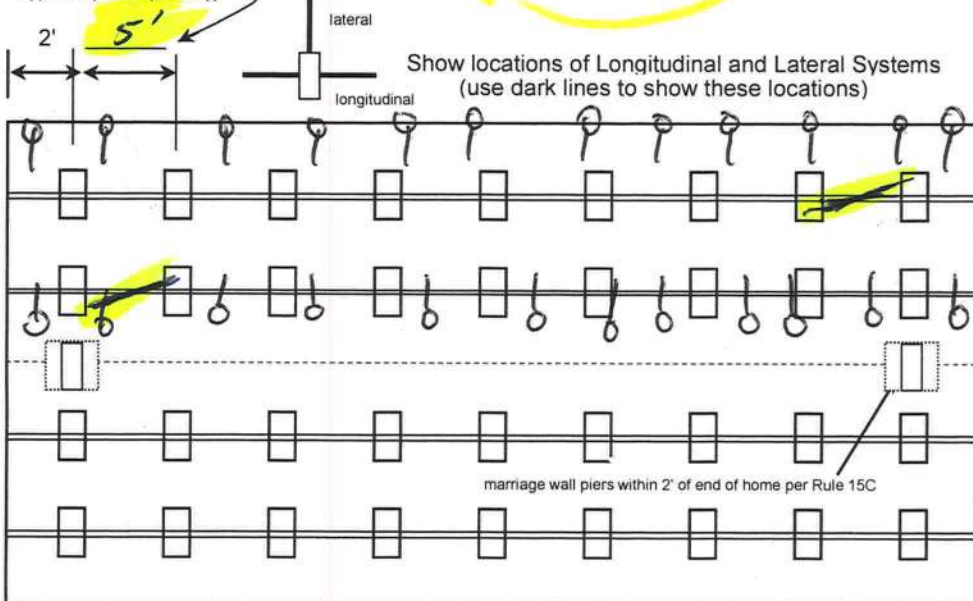 lateral
2' 5'
longitudinal
Show locations of Longitudinal and Lateral Systems
(use dark lines to show these locations)
marriage wall piers within 2' of end of home per Rule 15C